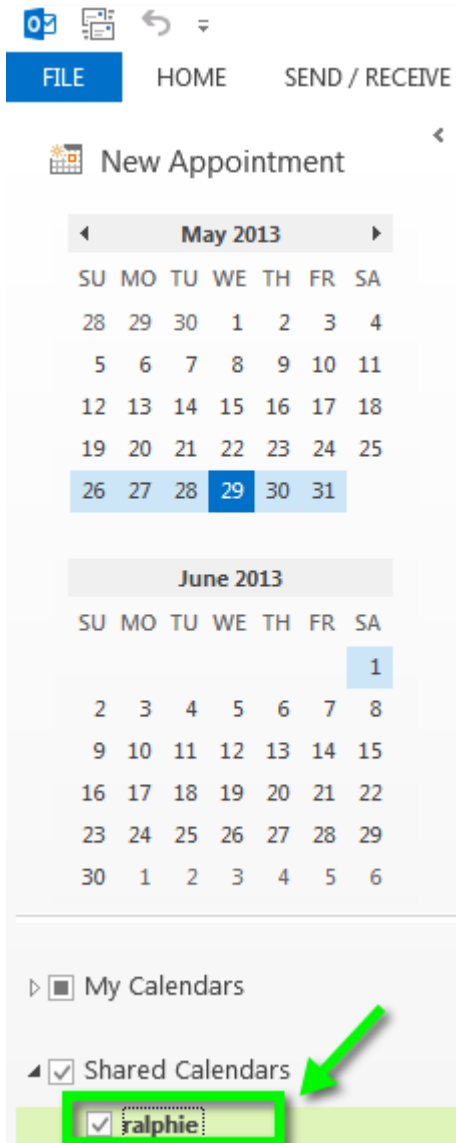 FILE HOME SEND / RECEIVE
New Appointment
May 2013
SU MO TU WE TH FR SA
28 29 30 1 2 3 4
5 6 7 8 9 10 11
12 13 14 15 16 17 18
19 20 21 22 23 24 25
26 27 28 29 30 31
June 2013
SU MO TU WE TH FR SA
1
2 3 4 5 6 7 8
9 10 11 12 13 14 15
16 17 18 19 20 21 22
23 24 25 26 27 28 29
30 1 2 3 4 5 6
My Calendars
Shared Calendars
ralphie